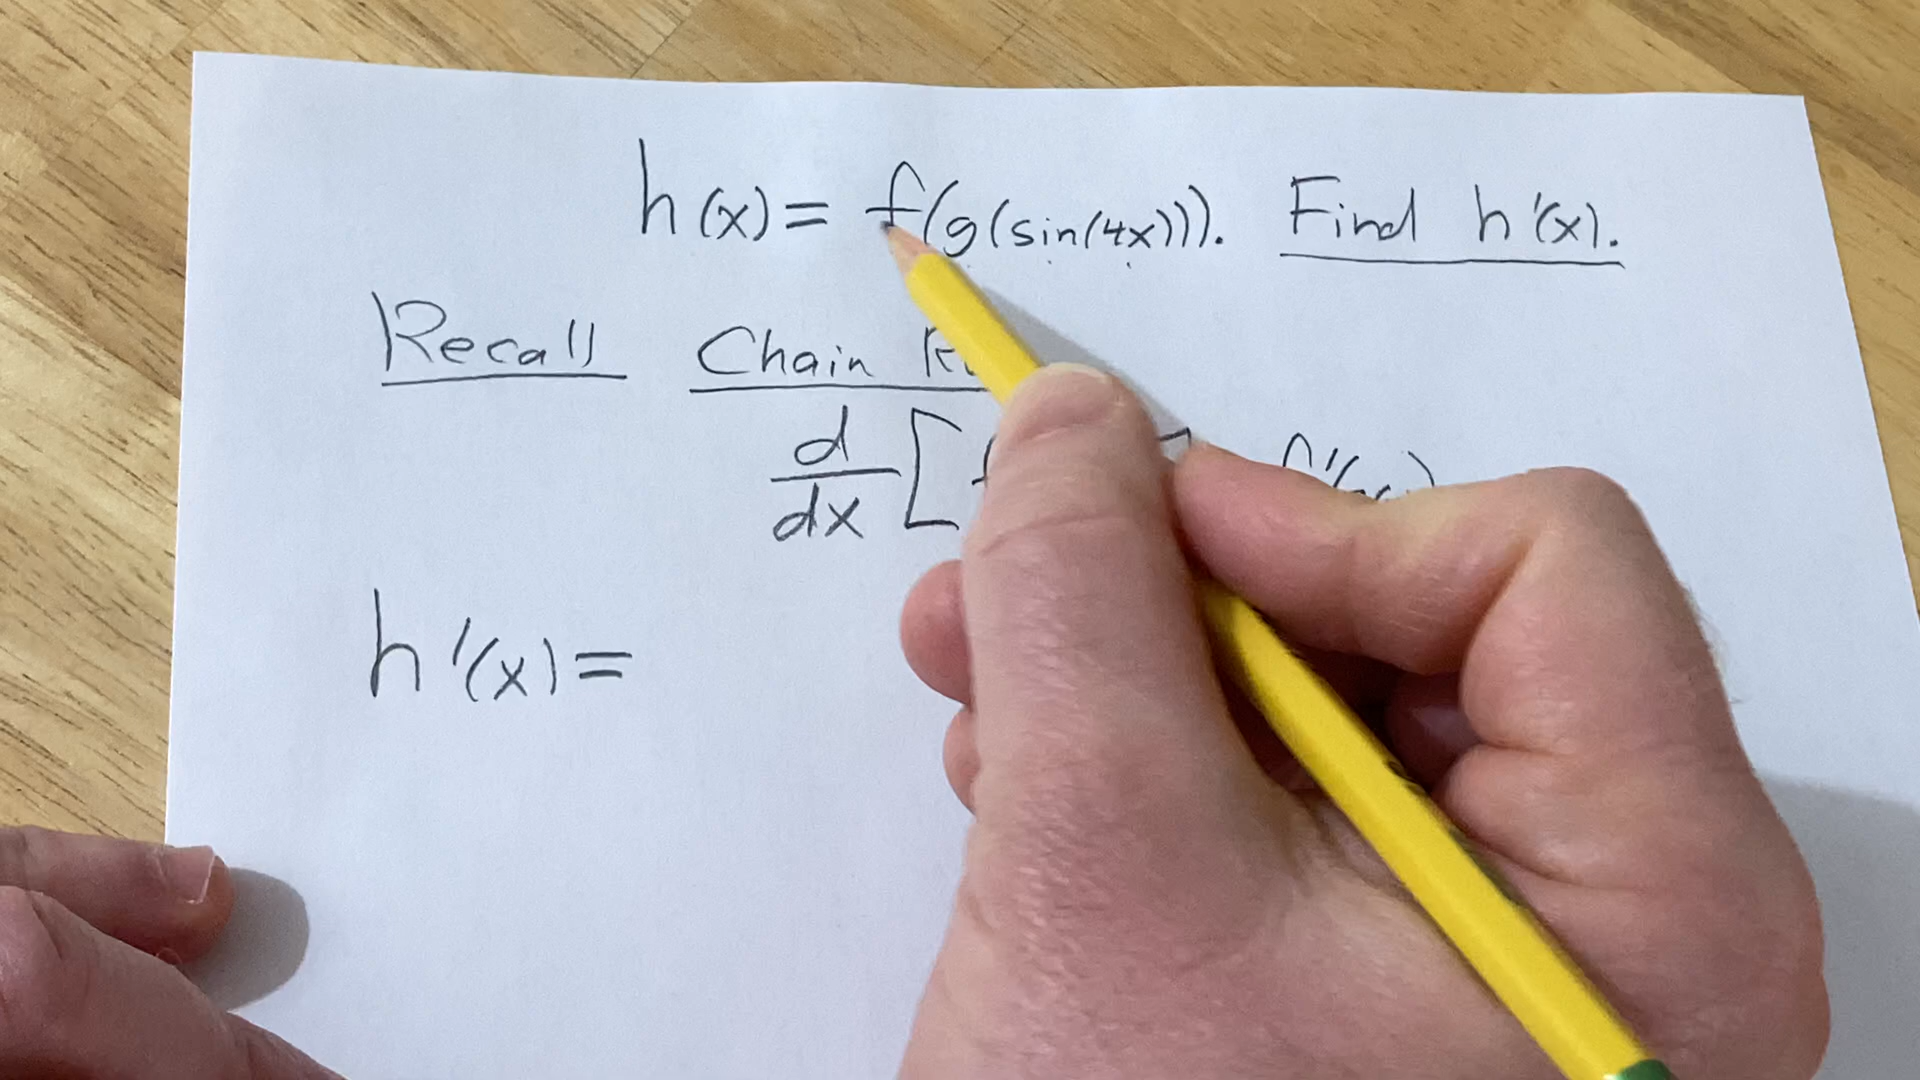 h(x) = f(g(sin(4x))). Find h'(x).
Recall Chain
d/dx [
h'(x) =